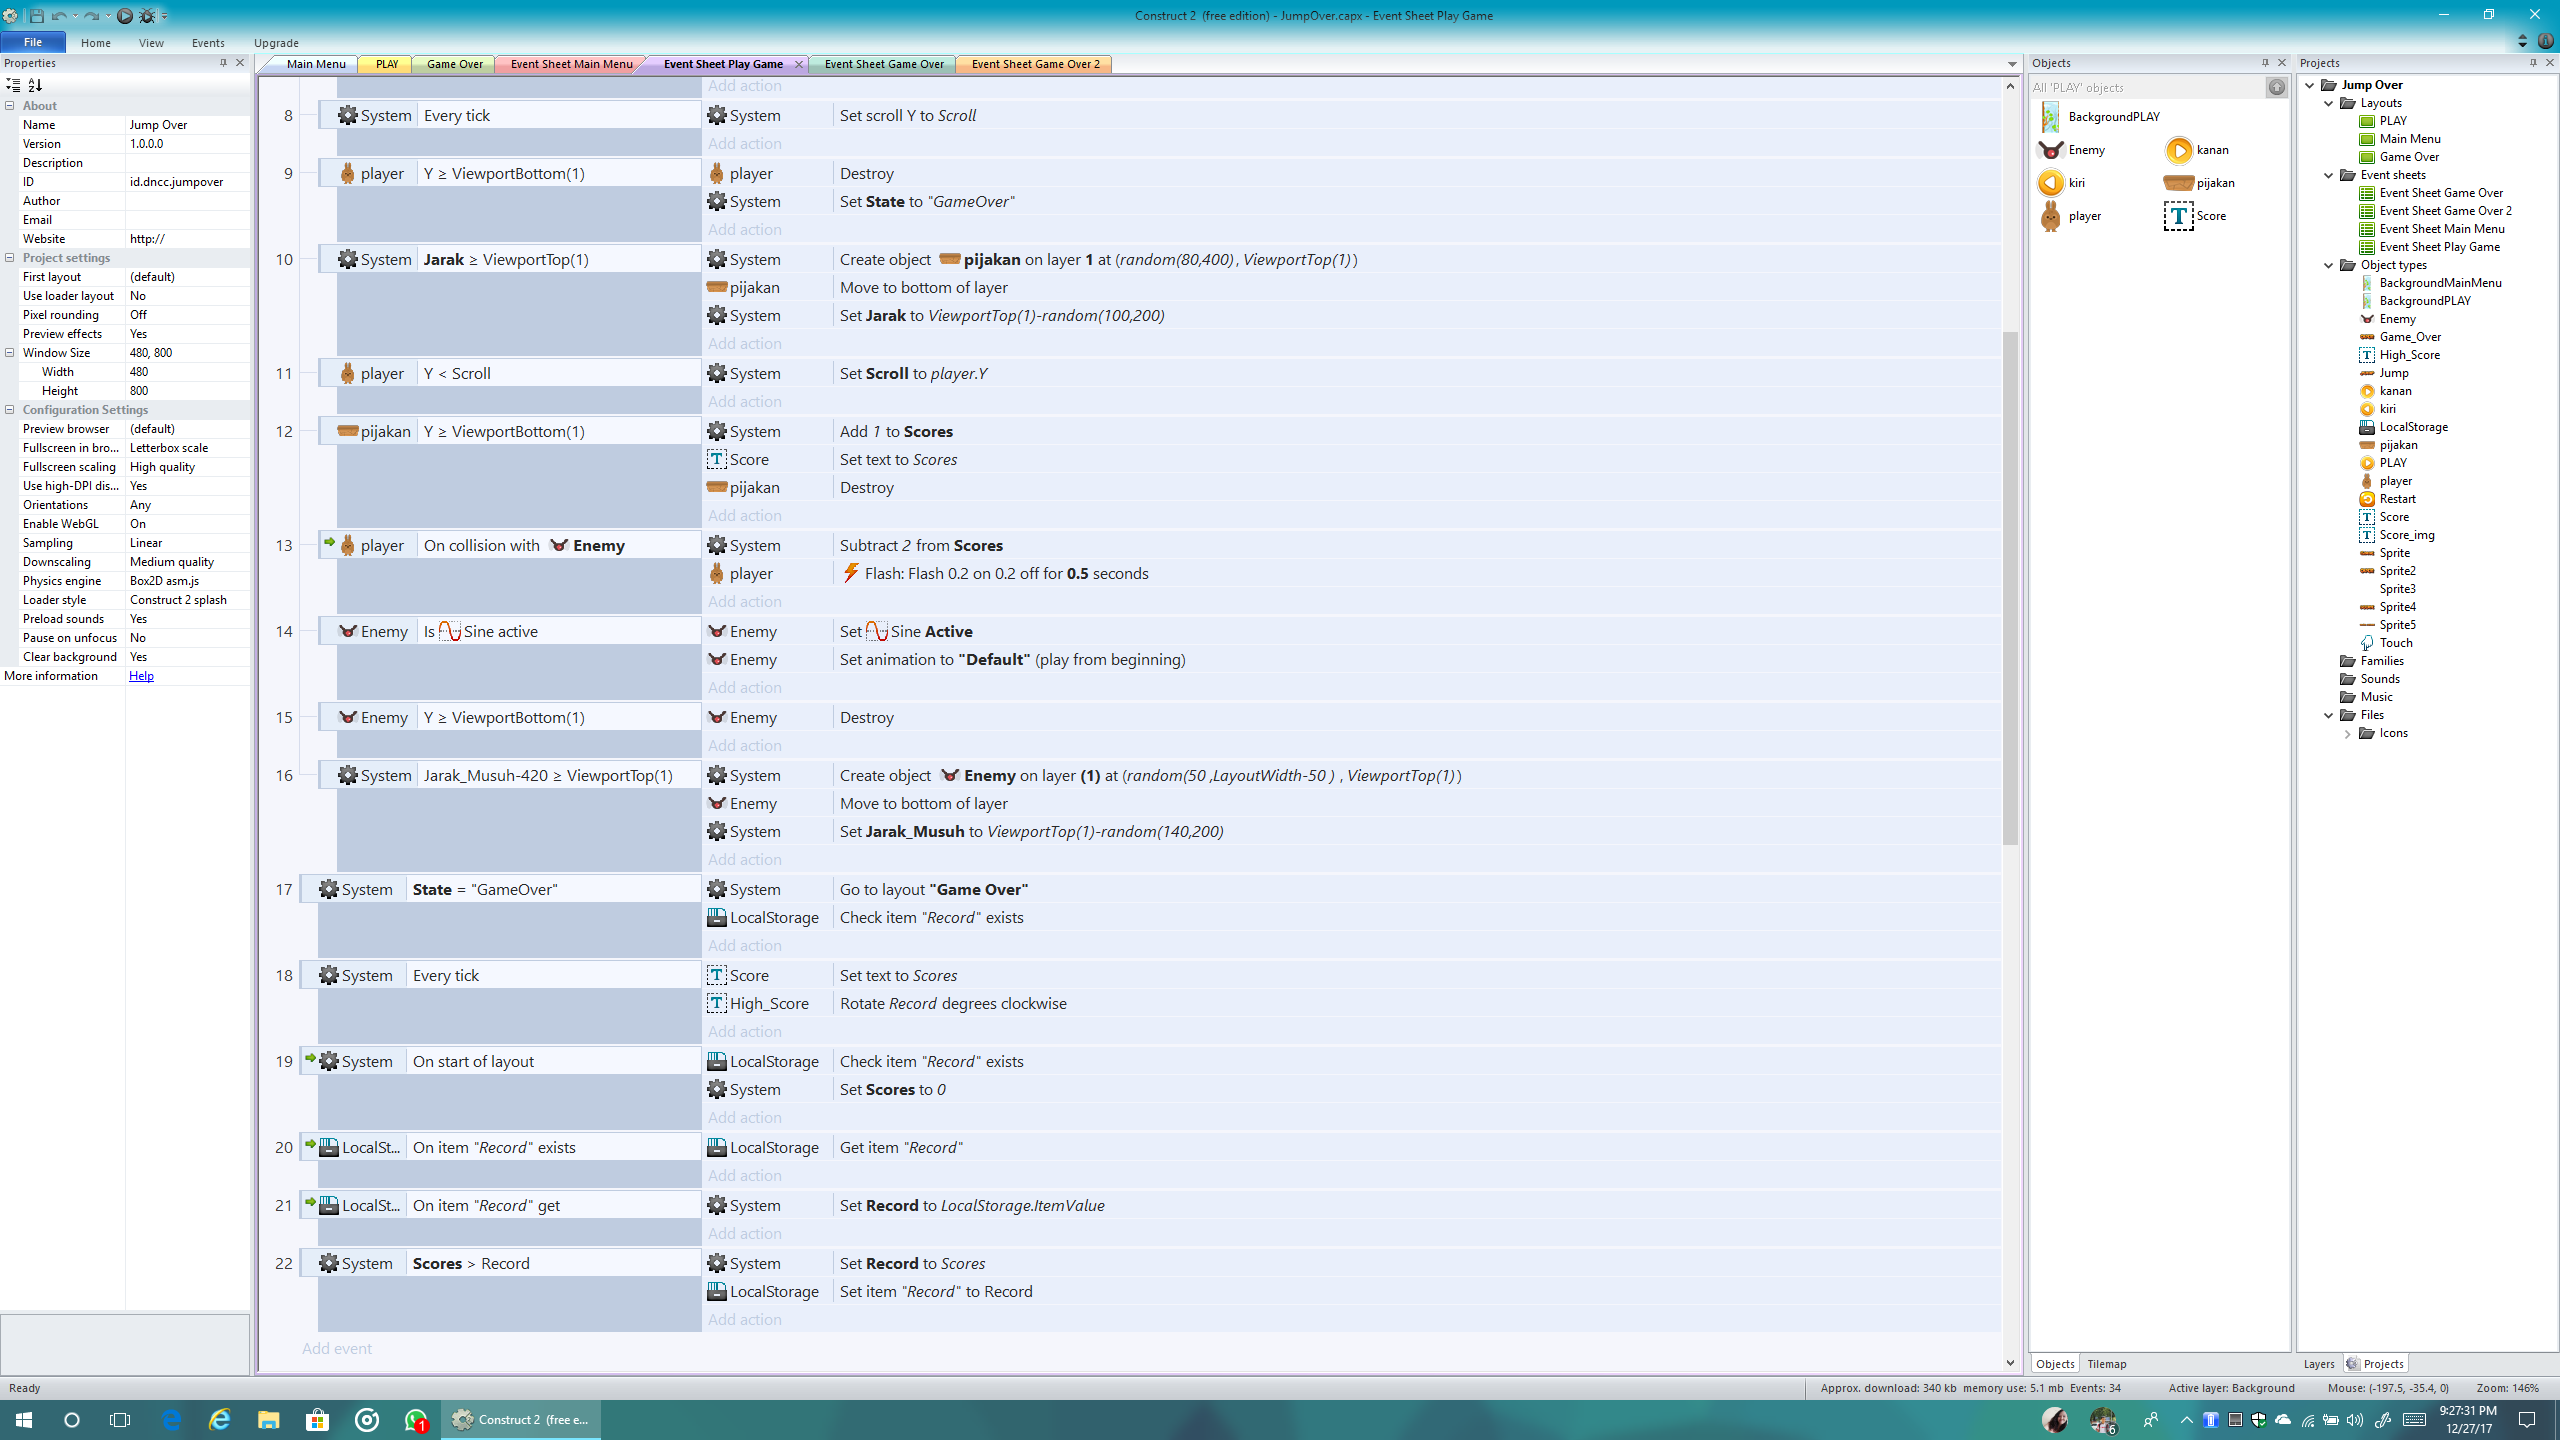 Construct 2  (free edition) - JumpOver.capx - Event Sheet Play Game
File Home View Events Upgrade
Properties
About
Name Jump Over
Version 1.0.0.0
Description
ID id.dncc.jumpover
Author
Email
Website http://
Project settings
First layout (default)
Use loader layout No
Pixel rounding Off
Preview effects Yes
Window Size 480, 800
Width 480
Height 800
Configuration Settings
Preview browser (default)
Fullscreen in bro... Letterbox scale
Fullscreen scaling High quality
Use high-DPI dis... Yes
Orientations Any
Enable WebGL On
Sampling Linear
Downscaling Medium quality
Physics engine Box2D asm.js
Loader style Construct 2 splash
Preload sounds Yes
Pause on unfocus No
Clear background Yes
More information Help
Main Menu PLAY Game Over Event Sheet Main Menu Event Sheet Play Game Event Sheet Game Over Event Sheet Game Over 2
Add action
8 System Every tick System Set scroll Y to Scroll
Add action
9 player Y ≥ ViewportBottom(1) player Destroy
System Set State to "GameOver"
Add action
10 System Jarak ≥ ViewportTop(1) System Create object pijakan on layer 1 at (random(80,400), ViewportTop(1))
pijakan Move to bottom of layer
System Set Jarak to ViewportTop(1)-random(100,200)
Add action
11 player Y < Scroll System Set Scroll to player.Y
Add action
12 pijakan Y ≥ ViewportBottom(1) System Add 1 to Scores
Score Set text to Scores
pijakan Destroy
Add action
13 player On collision with Enemy System Subtract 2 from Scores
player Flash: Flash 0.2 on 0.2 off for 0.5 seconds
Add action
14 Enemy Is Sine active Enemy Set Sine Active
Enemy Set animation to "Default" (play from beginning)
Add action
15 Enemy Y ≥ ViewportBottom(1) Enemy Destroy
Add action
16 System Jarak_Musuh-420 ≥ ViewportTop(1) System Create object Enemy on layer (1) at (random(50 ,LayoutWidth-50 ) , ViewportTop(1))
Enemy Move to bottom of layer
System Set Jarak_Musuh to ViewportTop(1)-random(140,200)
Add action
17 System State = "GameOver" System Go to layout "Game Over"
LocalStorage Check item "Record" exists
Add action
18 System Every tick Score Set text to Scores
High_Score Rotate Record degrees clockwise
Add action
19 System On start of layout LocalStorage Check item "Record" exists
System Set Scores to 0
Add action
20 LocalSt... On item "Record" exists LocalStorage Get item "Record"
Add action
21 LocalSt... On item "Record" get System Set Record to LocalStorage.ItemValue
Add action
22 System Scores > Record System Set Record to Scores
LocalStorage Set item "Record" to Record
Add action
Add event
Objects
All 'PLAY' objects
BackgroundPLAY
Enemy kanan
kiri pijakan
player Score
Objects Tilemap
Projects
Jump Over
Layouts
PLAY
Main Menu
Game Over
Event sheets
Event Sheet Game Over
Event Sheet Game Over 2
Event Sheet Main Menu
Event Sheet Play Game
Object types
BackgroundMainMenu
BackgroundPLAY
Enemy
Game_Over
High_Score
Jump
kanan
kiri
LocalStorage
pijakan
PLAY
player
Restart
Score
Score_img
Sprite
Sprite2
Sprite3
Sprite4
Sprite5
Touch
Families
Sounds
Music
Files
Icons
Layers Projects
Ready Approx. download: 340 kb memory use: 5.1 mb Events: 34 Active layer: Background Mouse: (-197.5, -35.4, 0) Zoom: 146%
1 Construct 2 (free e... 6 9:27:31 PM
12/27/17